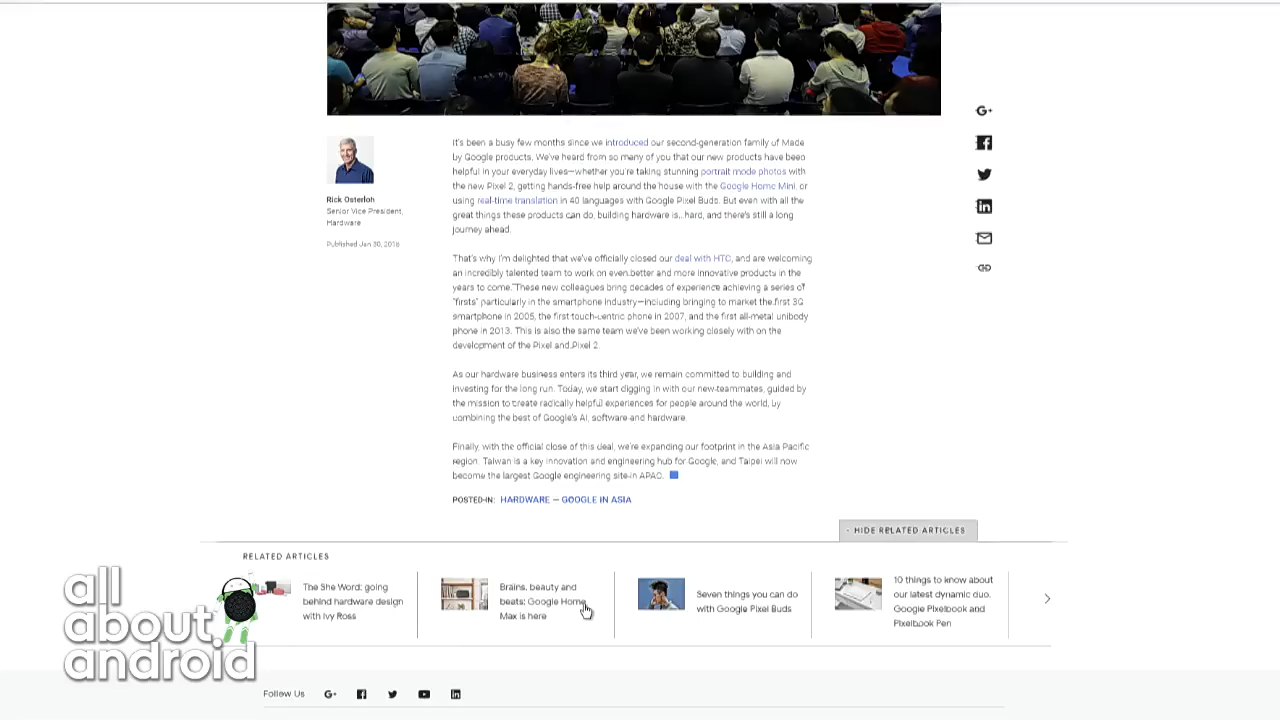 It's been a busy few months since we introduced our second-generation family of Made
by Google products. We've heard from so many of you that our new products have been
helpful in your everyday lives—whether you're taking stunning portrait mode photos with
the new Pixel 2, getting hands-free help around the house with the Google Home Mini, or
using real-time translation in 40 languages with Google Pixel Buds. But even with all the
great things these products can do, building hardware is...hard, and there's still a long
journey ahead.
Rick Osterloh
Senior Vice President,
Hardware
Published Jan 30, 2018
That's why I'm delighted that we've officially closed our deal with HTC, and are welcoming
an incredibly talented team to work on even better and more innovative products in the
years to come. These new colleagues bring decades of experience achieving a series of
"firsts" particularly in the smartphone industry—including bringing to market the first 3G
smartphone in 2005, the first touch-centric phone in 2007, and the first all-metal unibody
phone in 2013. This is also the same team we've been working closely with on the
development of the Pixel and Pixel 2.
As our hardware business enters its third year, we remain committed to building and
investing for the long run. Today, we start digging in with our new teammates, guided by
the mission to create radically helpful experiences for people around the world, by
combining the best of Google's AI, software and hardware.
Finally, with the official close of this deal, we're expanding our footprint in the Asia Pacific
region. Taiwan is a key innovation and engineering hub for Google, and Taipei will now
become the largest Google engineering site in APAC.
POSTED IN: HARDWARE — GOOGLE IN ASIA
HIDE RELATED ARTICLES
RELATED ARTICLES
The She Word: going
behind hardware design
with Ivy Ross
Brains, beauty and
beats: Google Home
Max is here
Seven things you can do
with Google Pixel Buds
10 things to know about
our latest dynamic duo,
Google Pixelbook and
Pixelbook Pen
all
about
android
Follow Us